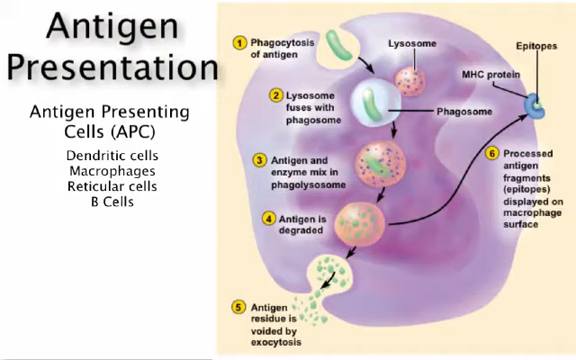 Antigen
Presentation
Antigen Presenting
Cells (APC)
Dendritic cells
Macrophages
Reticular cells
B Cells
1 Phagocytosis
of antigen
Lysosome
Epitopes
MHC protein
2 Lysosome
fuses with
phagosome
Phagosome
3 Antigen and
enzyme mix in
phagolysosome
6 Processed
antigen
fragments
(epitopes)
displayed on
macrophage
surface
4 Antigen is
degraded
5 Antigen
residue is
voided by
exocytosis